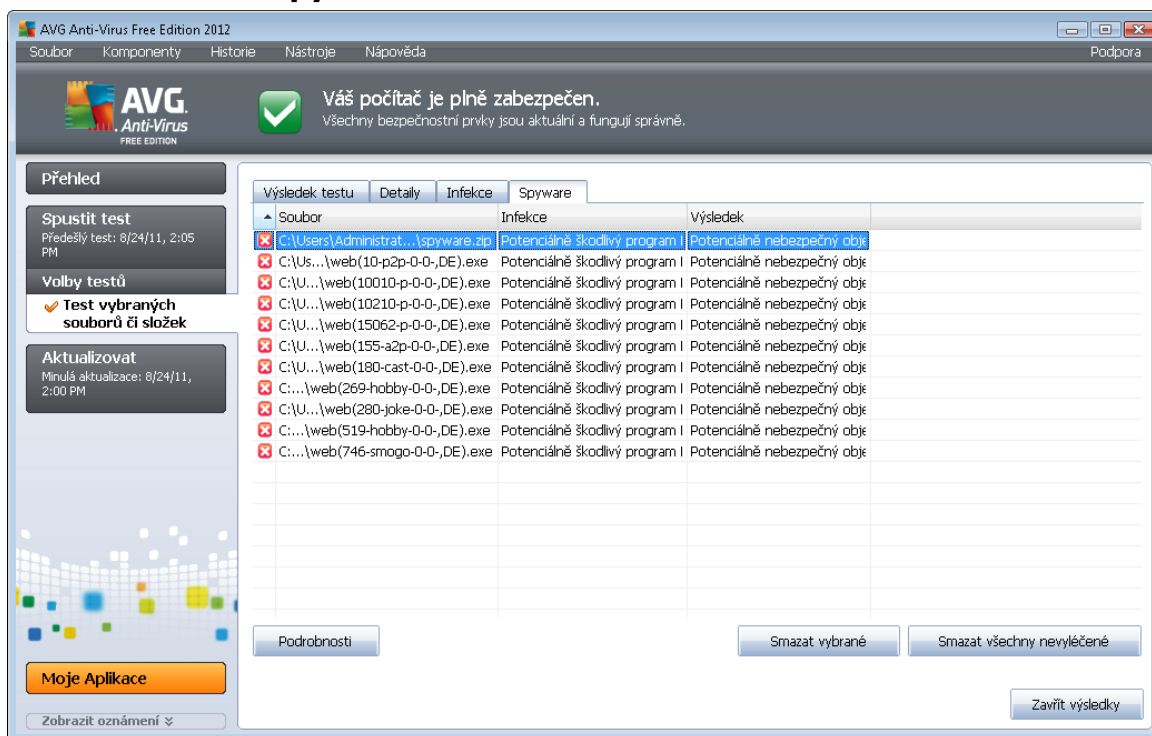 AVG Anti-Virus Free Edition 2012
Soubor Komponenty Historie Nástroje Nápověda Podpora
AVG.
Anti-Virus
FREE EDITION
Váš počítač je plně zabezpečen.
Všechny bezpečnostní prvky jsou aktuální a fungují správně.
Přehled
Spustit test
Předešlý test: 8/24/11, 2:05
PM
Volby testů
Test vybraných
souborů či složek
Aktualizovat
Minulá aktualizace: 8/24/11,
2:00 PM
Moje Aplikace
Zobrazit oznámení
Výsledek testu Detaily Infekce Spyware
Soubor Infekce Výsledek
C:\Users\Administrat...\spyware.zip Potenciálně škodlivý program Potenciálně nebezpečný obje
C:\Us...\web(10-p2p-0-0-,DE).exe Potenciálně škodlivý program Potenciálně nebezpečný obje
C:\U...\web(10010-p-0-0-,DE).exe Potenciálně škodlivý program Potenciálně nebezpečný obje
C:\U...\web(10210-p-0-0-,DE).exe Potenciálně škodlivý program Potenciálně nebezpečný obje
C:\U...\web(15062-p-0-0-,DE).exe Potenciálně škodlivý program Potenciálně nebezpečný obje
C:\U...\web(155-a2p-0-0-,DE).exe Potenciálně škodlivý program Potenciálně nebezpečný obje
C:\U...\web(180-cast-0-0-,DE).exe Potenciálně škodlivý program Potenciálně nebezpečný obje
C:...\web(269-hobby-0-0-,DE).exe Potenciálně škodlivý program Potenciálně nebezpečný obje
C:\U...\web(280-joke-0-0-,DE).exe Potenciálně škodlivý program Potenciálně nebezpečný obje
C:...\web(519-hobby-0-0-,DE).exe Potenciálně škodlivý program Potenciálně nebezpečný obje
C:...\web(746-smogo-0-0-,DE).exe Potenciálně škodlivý program Potenciálně nebezpečný obje
Podrobnosti Smazat vybrané Smazat všechny nevyléčené
Zavřít výsledky